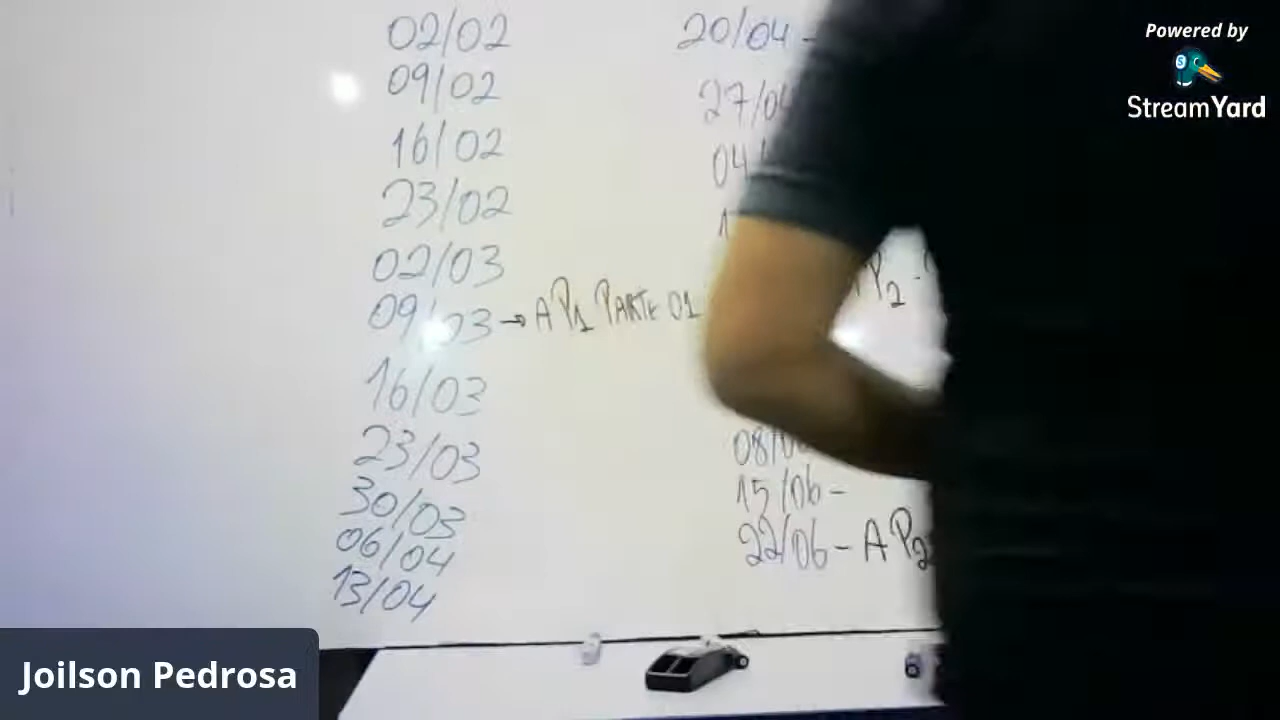 02/02
09/02
16/02
23/02
02/03
09/03 → AP1 PARTE 01
16/03
23/03
30/03
06/04
13/04
20/04 -
27/04
04/
P2 -
08/0
15/06 -
22/06 - AP2
Powered by
StreamYard
Joilson Pedrosa